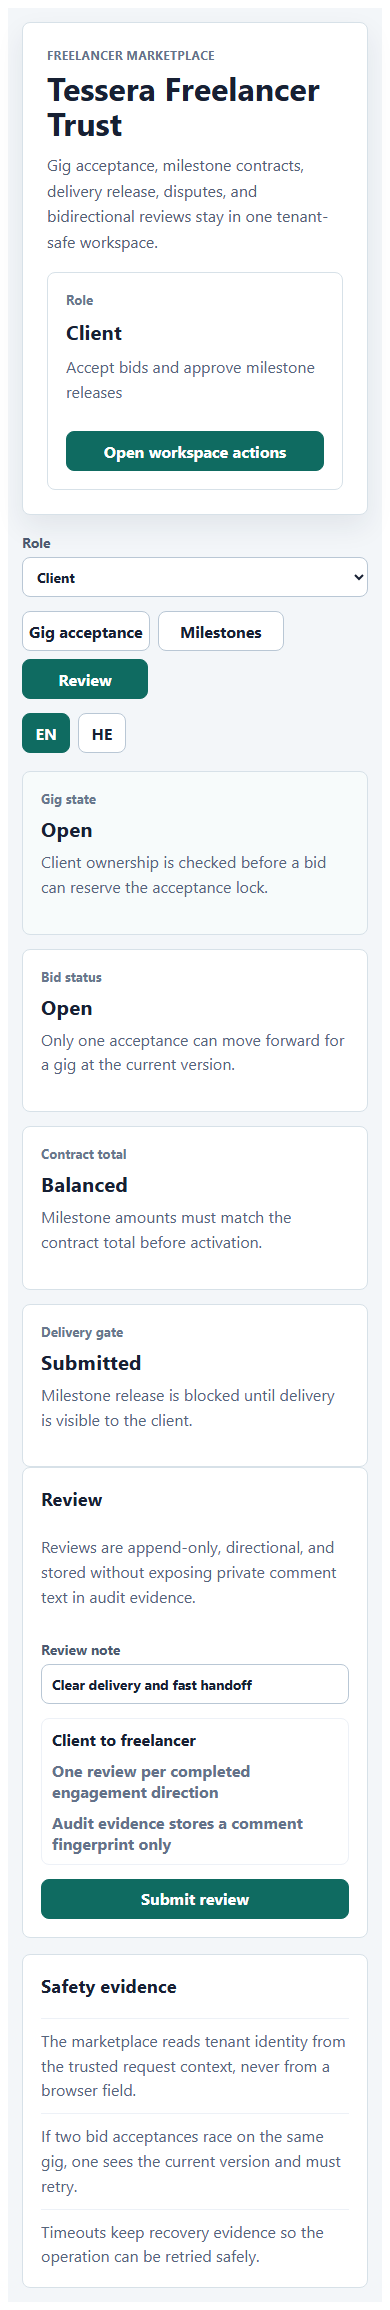 FREELANCER MARKETPLACE
Tessera Freelancer
Trust
Gig acceptance, milestone contracts,
delivery release, disputes, and
bidirectional reviews stay in one tenant-
safe workspace.
Role
Client
Accept bids and approve milestone
releases
Open workspace actions
Role
Client
Gig acceptance
Milestones
Review
EN
HE
Gig state
Open
Client ownership is checked before a bid
can reserve the acceptance lock.
Bid status
Open
Only one acceptance can move forward for
a gig at the current version.
Contract total
Balanced
Milestone amounts must match the
contract total before activation.
Delivery gate
Submitted
Milestone release is blocked until delivery
is visible to the client.
Review
Reviews are append-only, directional, and
stored without exposing private comment
text in audit evidence.
Review note
Clear delivery and fast handoff
Client to freelancer
One review per completed
engagement direction
Audit evidence stores a comment
fingerprint only
Submit review
Safety evidence
The marketplace reads tenant identity from
the trusted request context, never from a
browser field.
If two bid acceptances race on the same
gig, one sees the current version and must
retry.
Timeouts keep recovery evidence so the
operation can be retried safely.